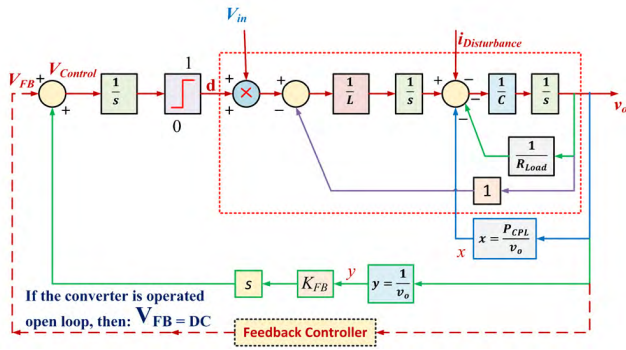 V_in
i_Disturbance
V_FB
+
+
V_Control
1/s
1
0
d
+
+
×
+
−
1/L
1/s
+
−
−
−
1/C
1/s
v_o
1/R_Load
1
x = P_CPL/v_o
x
s
K_FB
y
y = 1/v_o
If the converter is operated
open loop, then: V_FB = DC
Feedback Controller